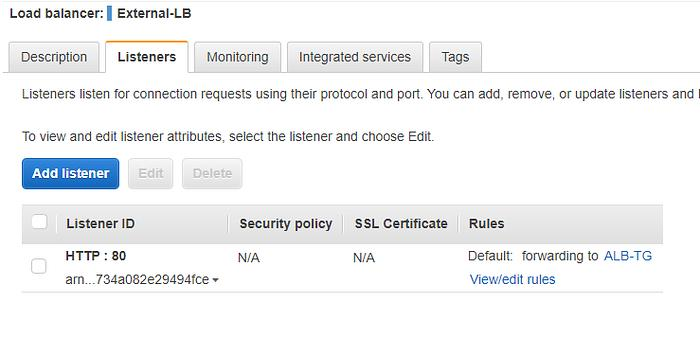 Load balancer: External-LB
Description Listeners Monitoring Integrated services Tags
Listeners listen for connection requests using their protocol and port. You can add, remove, or update listeners and
To view and edit listener attributes, select the listener and choose Edit.
Add listener Edit Delete
Listener ID Security policy SSL Certificate Rules
HTTP : 80 N/A N/A Default: forwarding to ALB-TG
arn...734a082e29494fce View/edit rules